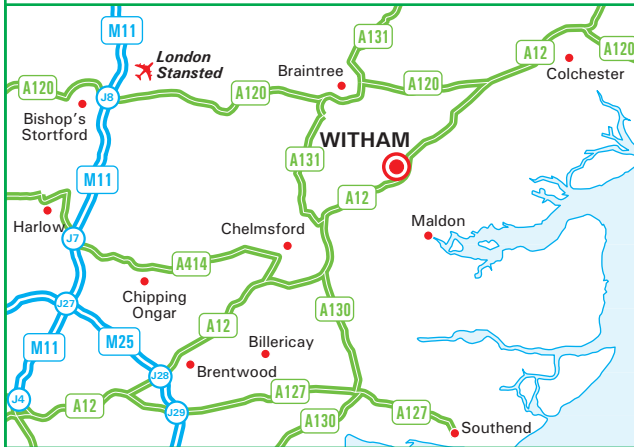 M11
London
Stansted
A131
A12
A120
Colchester
Braintree
A120
A120
J8
A120
Bishop's
Stortford
WITHAM
A131
M11
A12
Harlow
Chelmsford
Maldon
J7
A414
Chipping
Ongar
J27
A130
A12
M11
M25
Billericay
Brentwood
J28
J4
A12
A127
J29
A130
A127
Southend